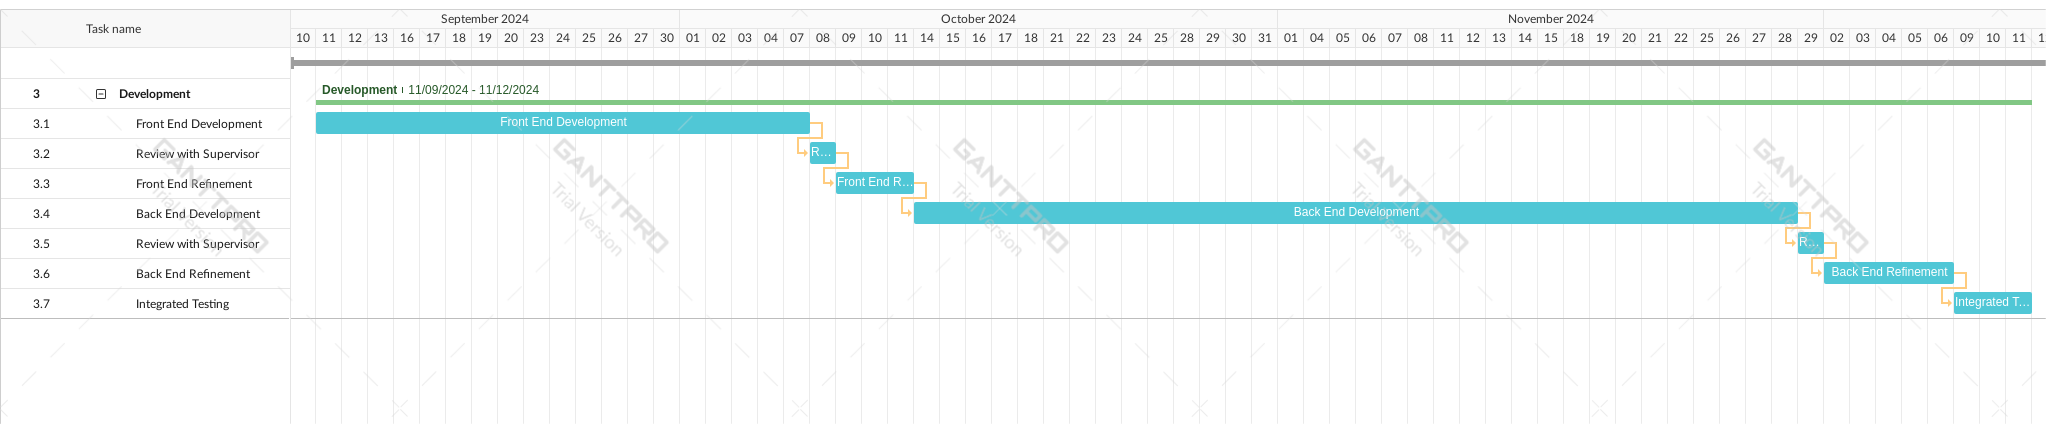 Task name
September 2024 October 2024 November 2024
10 11 12 13 16 17 18 19 20 23 24 25 26 27 30 01 02 03 04 07 08 09 10 11 14 15 16 17 18 21 22 23 24 25 28 29 30 31 01 04 05 06 07 08 11 12 13 14 15 18 19 20 21 22 25 26 27 28 29 02 03 04 05 06 09 10 11
3 Development Development 11/09/2024 - 11/12/2024
3.1 Front End Development Front End Development
3.2 Review with Supervisor R...
3.3 Front End Refinement Front End R...
3.4 Back End Development Back End Development
3.5 Review with Supervisor R...
3.6 Back End Refinement Back End Refinement
3.7 Integrated Testing Integrated T...
GANTTPRO
Trial Version
GANTTPRO
Trial Version
GANTTPRO
Trial Version
GANTTPRO
Trial Version
GANTTPRO
Trial Version